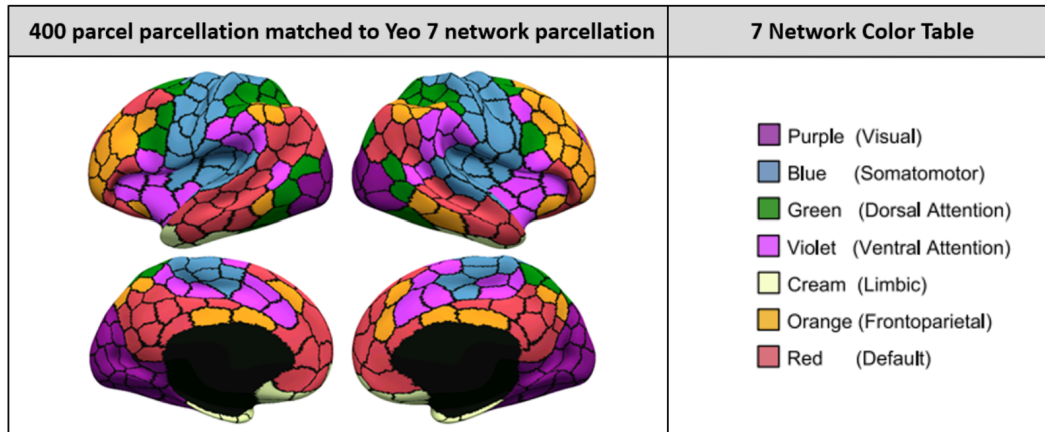 400 parcel parcellation matched to Yeo 7 network parcellation
7 Network Color Table
Purple (Visual)
Blue (Somatomotor)
Green (Dorsal Attention)
Violet (Ventral Attention)
Cream (Limbic)
Orange (Frontoparietal)
Red (Default)